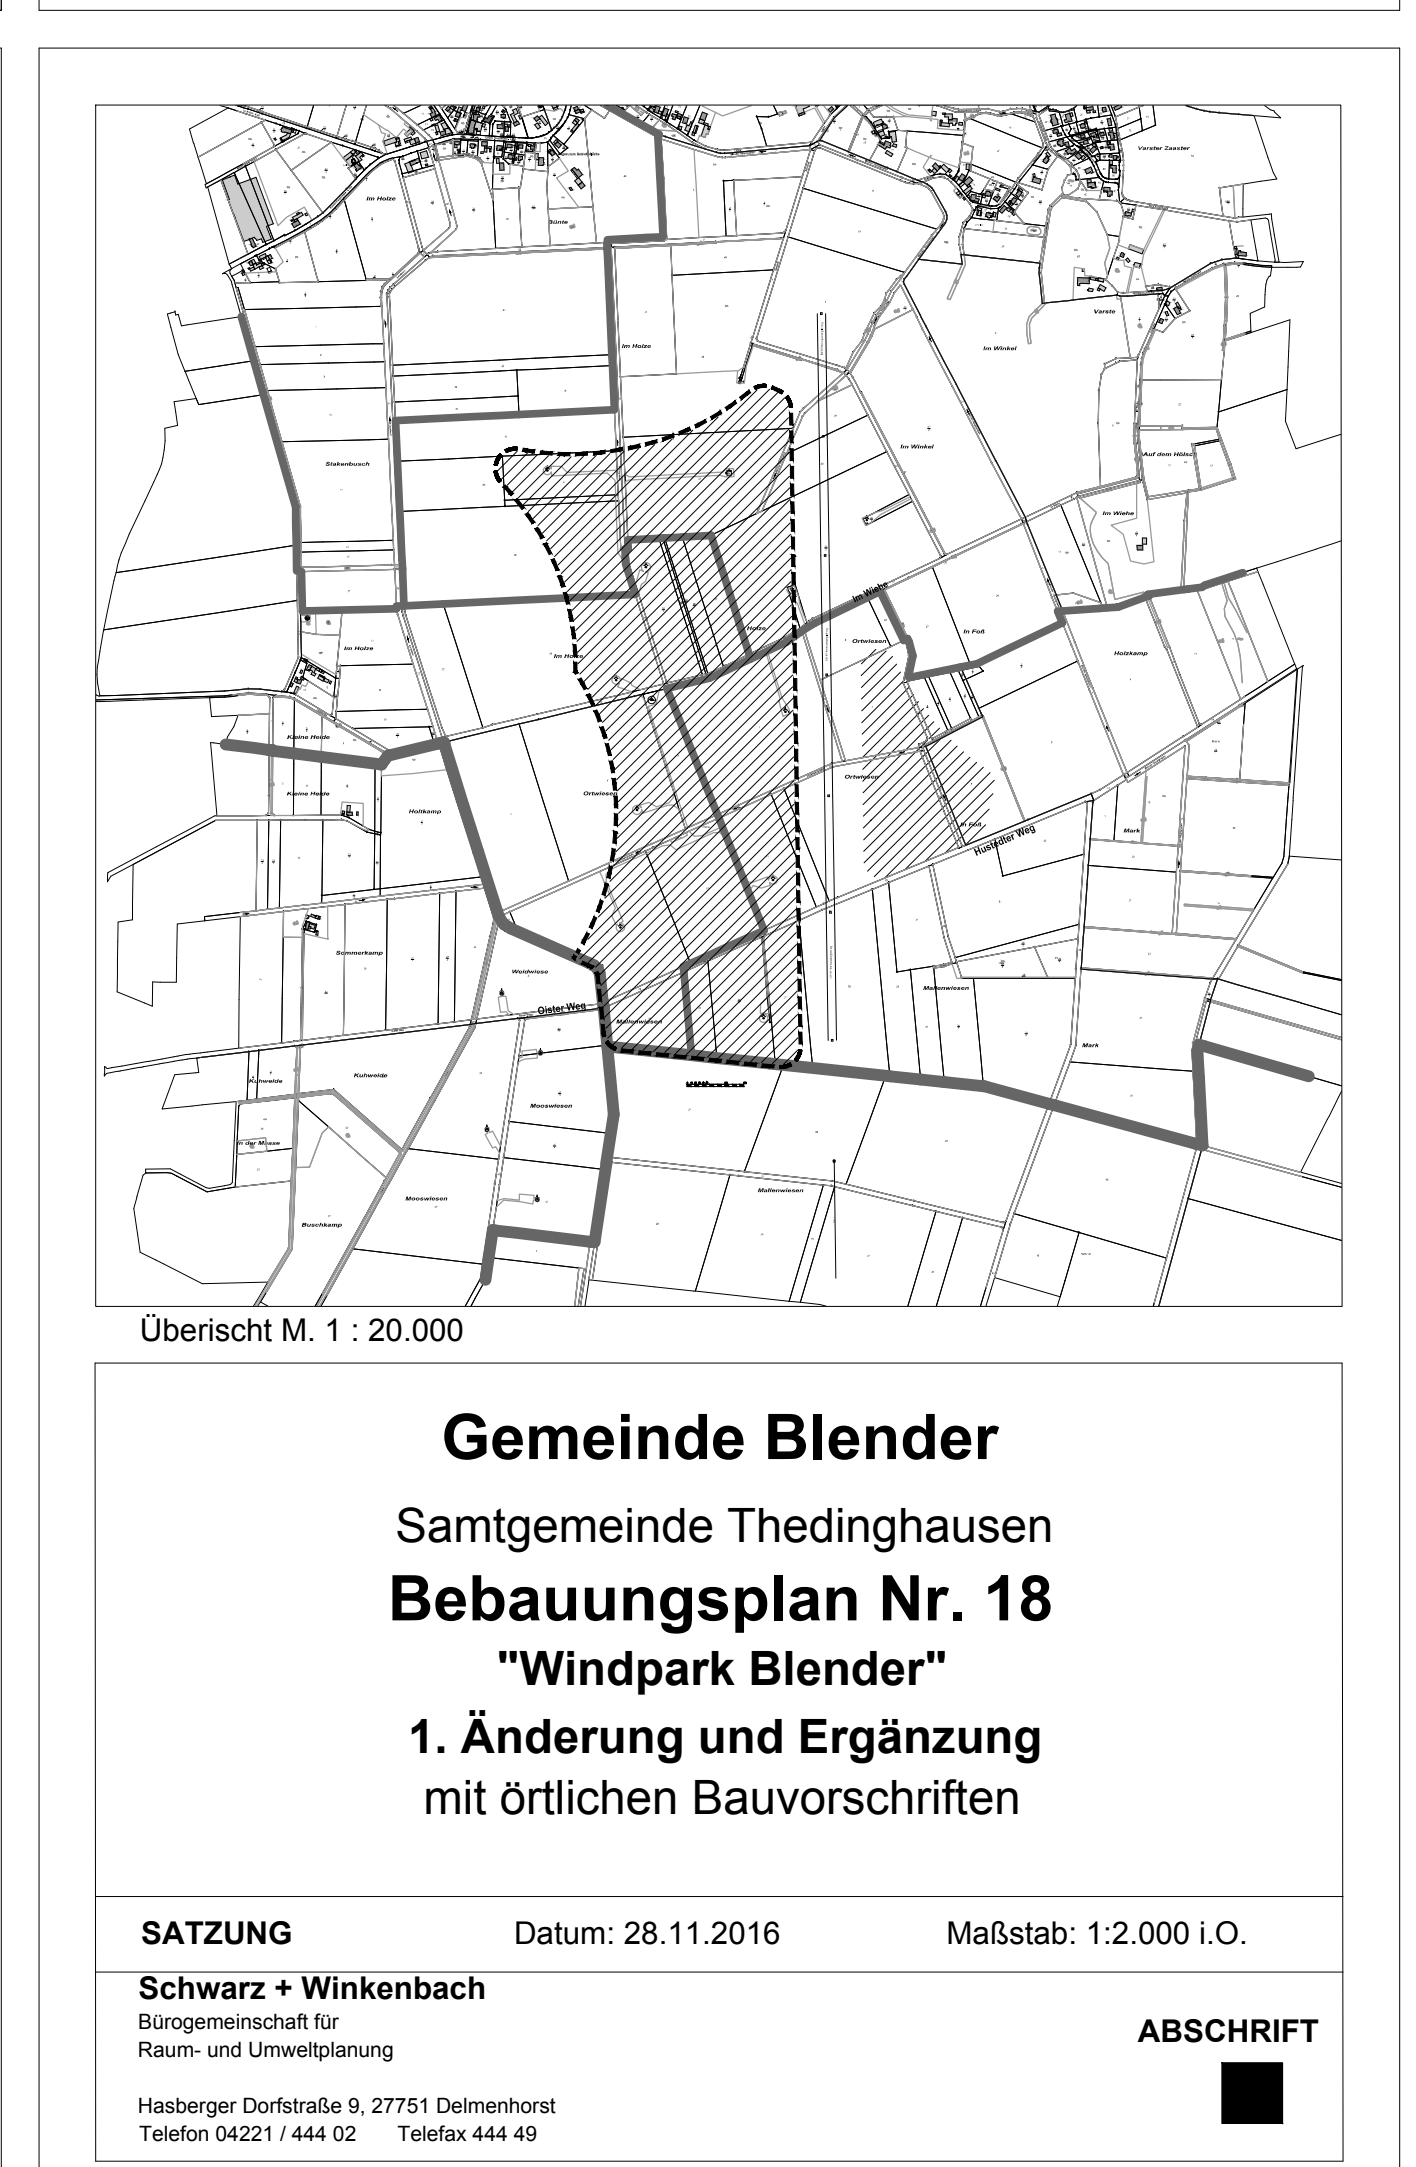 Varster Zaaster
Im Holze
Bünte
Varste
Im Holze
Im Winkel
Im Winkel
Stakenbusch
Auf dem Hölsch
Im Wiehe
Im Wiehe
Holze
Ortwiesen
In Foß
Im Holze
Im Holze
Holzkamp
Kleine Heide
Ortwiesen
Kleine Heide
Ortwiesen
Holtkamp
In Foß
Mark
Hustedter Weg
Sommerkamp
Weidwiese
Mallenwiesen
Oister Weg
Mallenwiesen
Mark
Kuhweide
Kuhweide
Mooswiesen
In der Masse
Mallenwiesen
Mooswiesen
Buschkamp
Überischt M. 1 : 20.000
Gemeinde Blender
Samtgemeinde Thedinghausen
Bebauungsplan Nr. 18
"Windpark Blender"
1. Änderung und Ergänzung
mit örtlichen Bauvorschriften
SATZUNG Datum: 28.11.2016 Maßstab: 1:2.000 i.O.
Schwarz + Winkenbach
Bürogemeinschaft für
Raum- und Umweltplanung
ABSCHRIFT
Hasberger Dorfstraße 9, 27751 Delmenhorst
Telefon 04221 / 444 02 Telefax 444 49